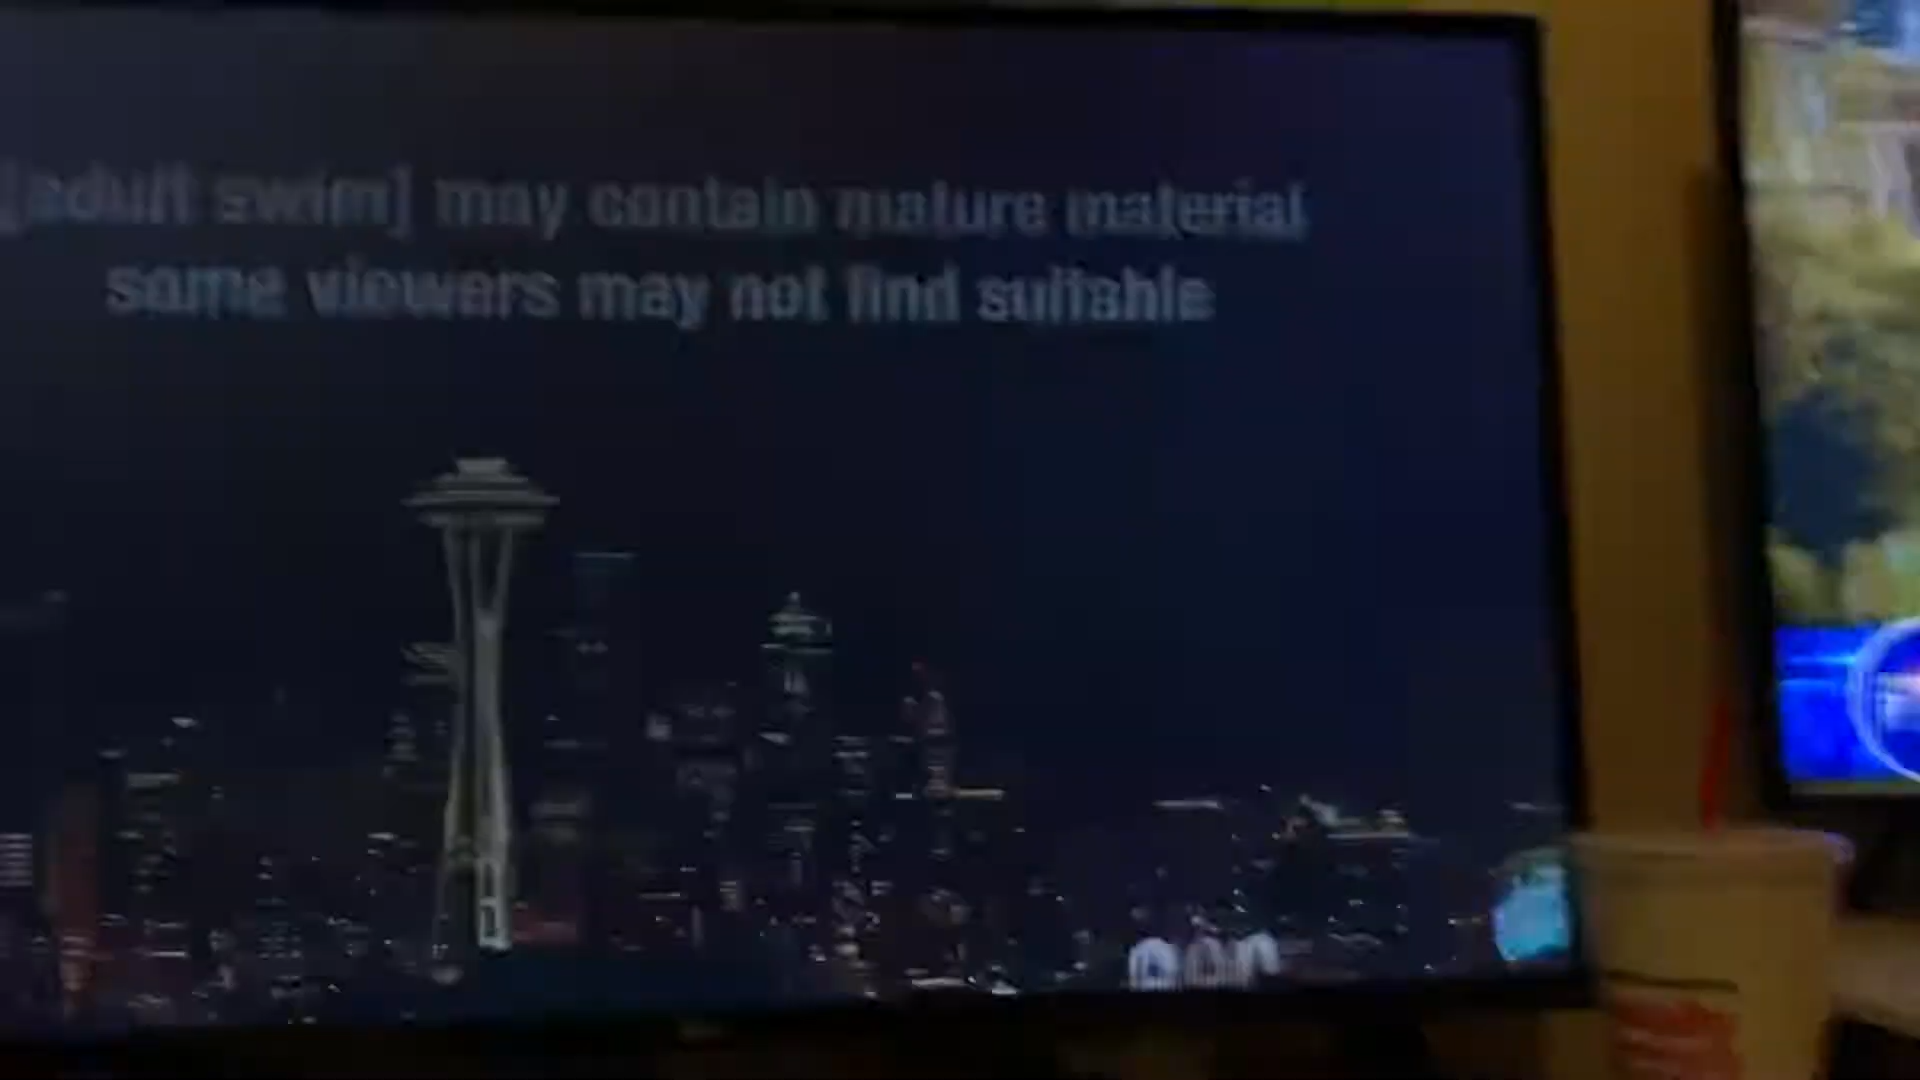 [adult swim] may contain mature material
some viewers may not find suitable